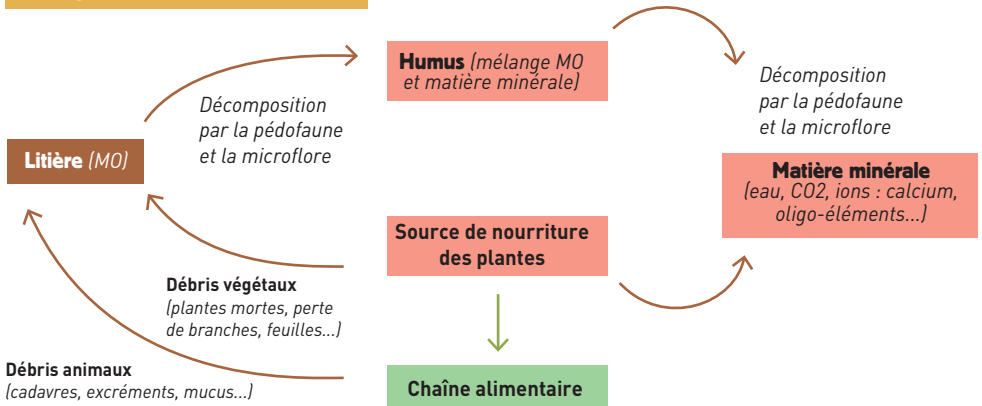 Humus (mélange MO
et matière minérale)
Décomposition
par la pédofaune
et la microflore
Décomposition
par la pédofaune
et la microflore
Litière (MO)
Matière minérale
(eau, CO2, ions : calcium,
oligo-éléments...)
Source de nourriture
des plantes
Débris végétaux
(plantes mortes, perte
de branches, feuilles...)
Débris animaux
(cadavres, excréments, mucus...)
Chaîne alimentaire